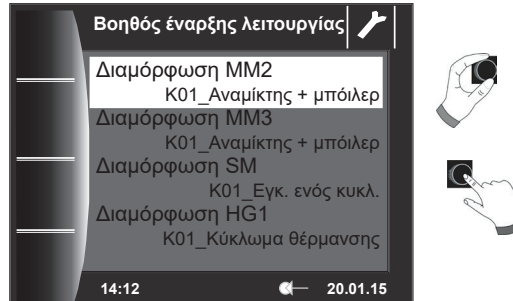 Βοηθός έναρξης λειτουργίας
Διαμόρφωση MM2
K01_Αναμίκτης + μπόιλερ
Διαμόρφωση MM3
K01_Αναμίκτης + μπόιλερ
Διαμόρφωση SM
K01_Εγκ. ενός κυκλ.
Διαμόρφωση HG1
K01_Κύκλωμα θέρμανσης
14:12 20.01.15